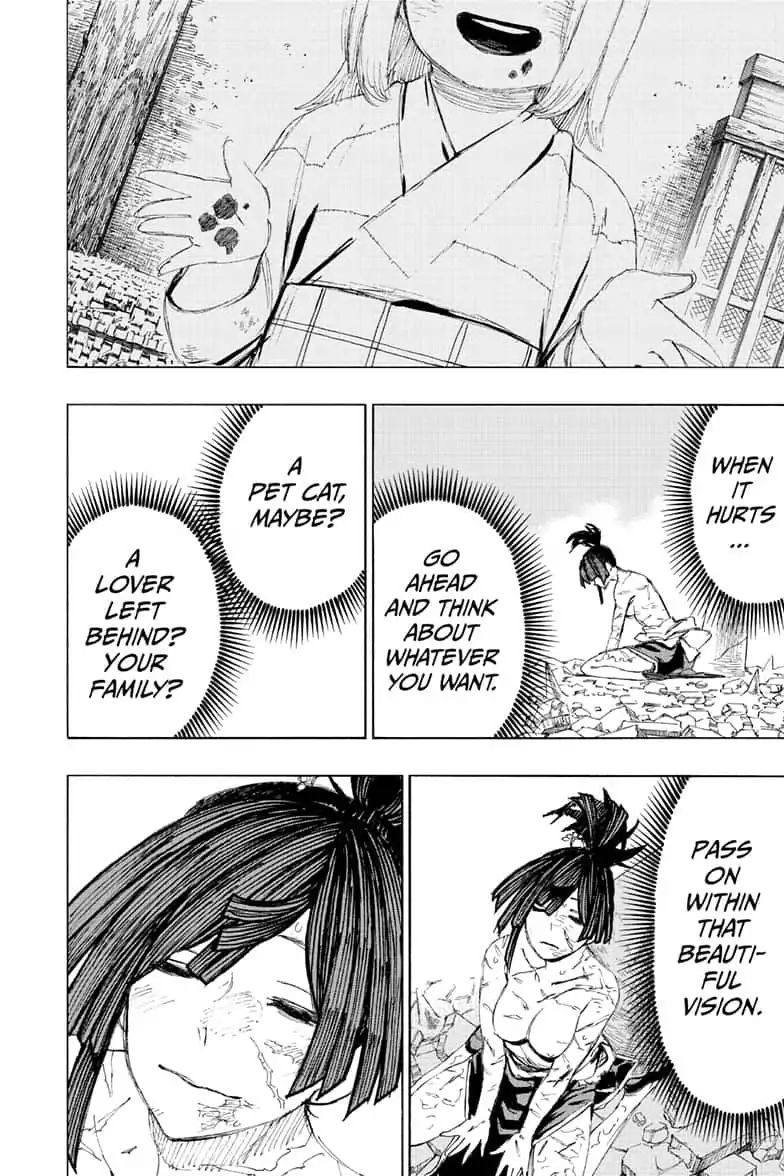 WHEN
IT
HURTS
...
GO
AHEAD
AND THINK
ABOUT
WHATEVER
YOU WANT.
A
PET CAT,
MAYBE?
A
LOVER
LEFT
BEHIND?
YOUR
FAMILY?
PASS
ON
WITHIN
THAT
BEAUTI-
FUL
VISION.